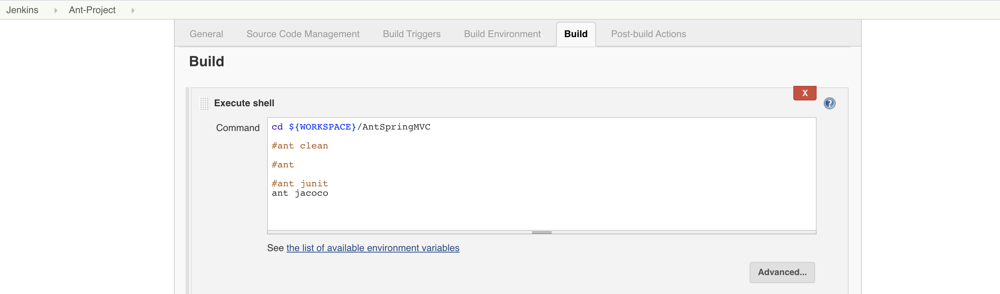 Jenkins Ant-Project
General Source Code Management Build Triggers Build Environment Build Post-build Actions
Build
X
Execute shell
?
Command
cd ${WORKSPACE}/AntSpringMVC
#ant clean
#ant
#ant junit
ant jacoco
See the list of available environment variables
Advanced...